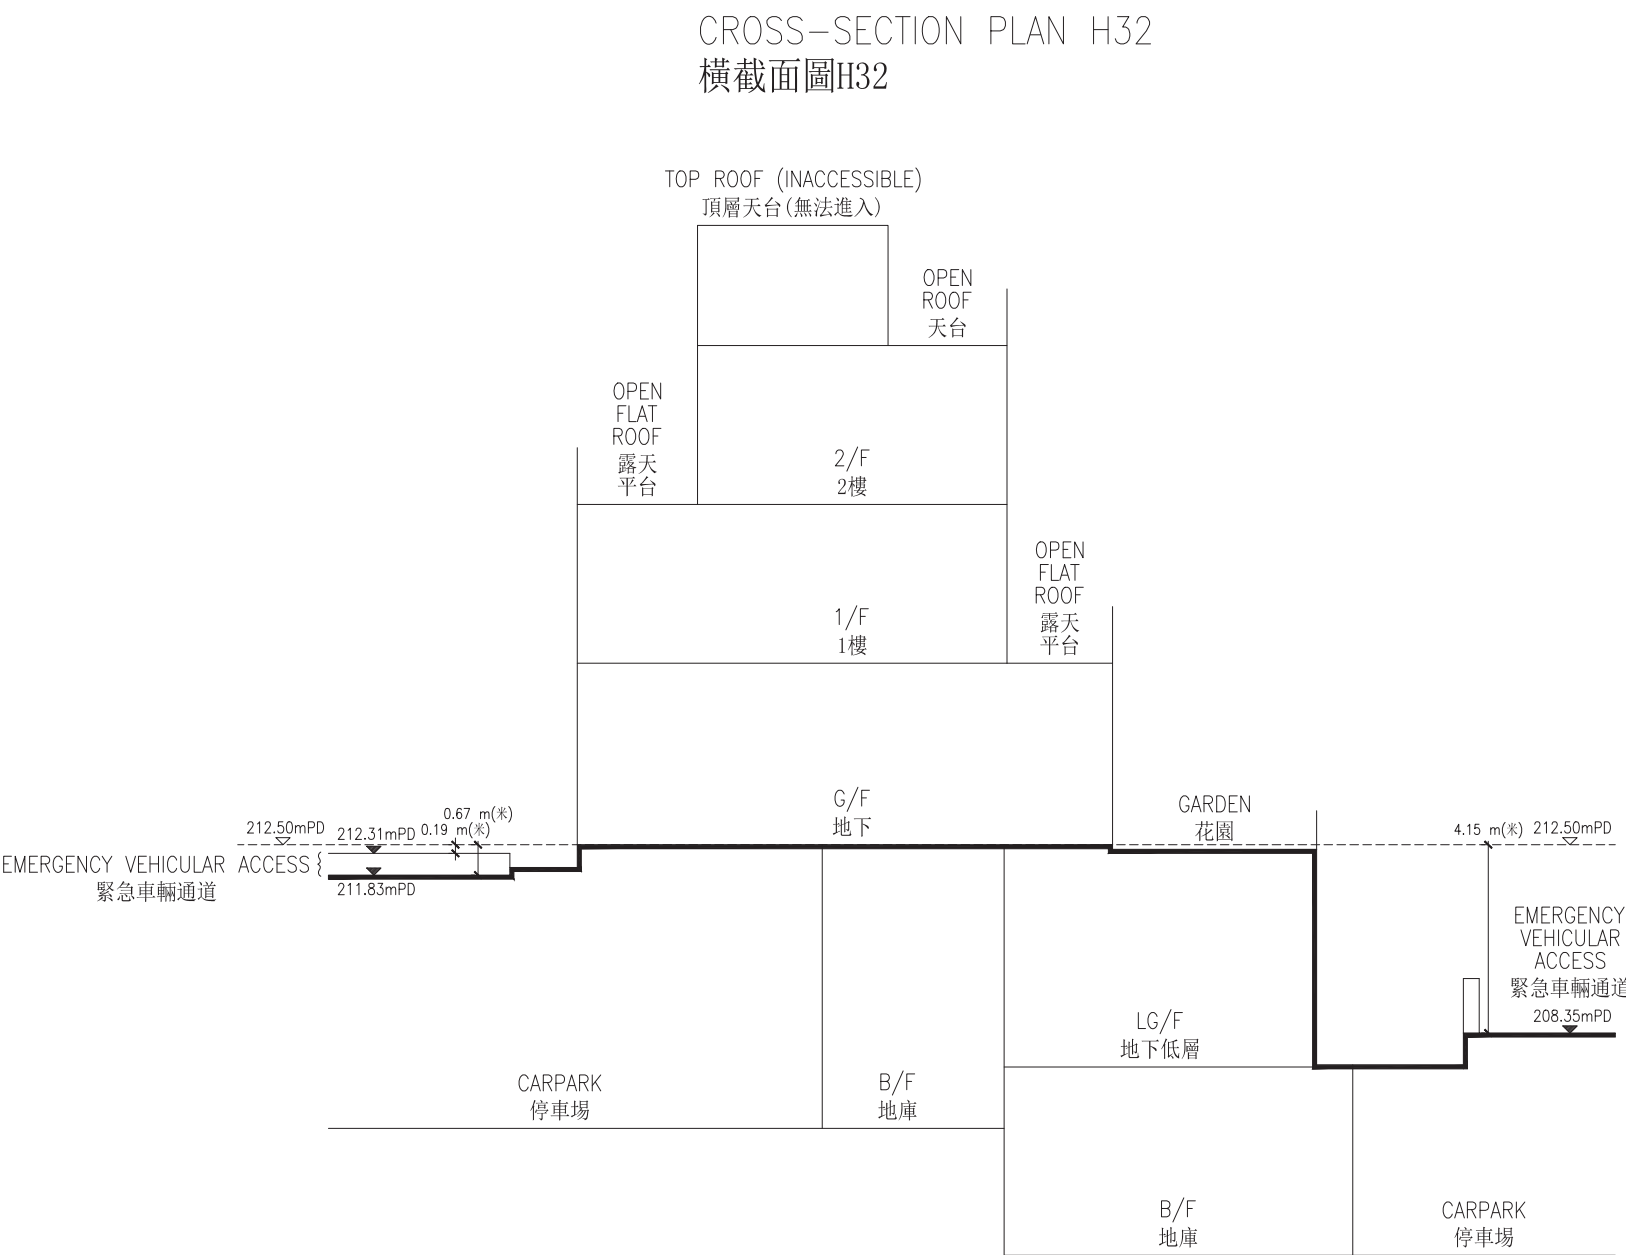 CROSS-SECTION PLAN H32
橫截面圖H32
TOP ROOF (INACCESSIBLE)
頂層天台(無法進入)
OPEN
ROOF
天台
OPEN
FLAT
ROOF
露天
平台
2/F
2樓
OPEN
FLAT
ROOF
露天
平台
1/F
1樓
G/F
地下
GARDEN
花園
0.67 m(米)
212.50mPD
212.31mPD
0.19 m(米)
4.15 m(米)
212.50mPD
EMERGENCY VEHICULAR ACCESS
緊急車輛通道
211.83mPD
EMERGENCY
VEHICULAR
ACCESS
緊急車輛通道
208.35mPD
LG/F
地下低層
CARPARK
停車場
B/F
地庫
B/F
地庫
CARPARK
停車場